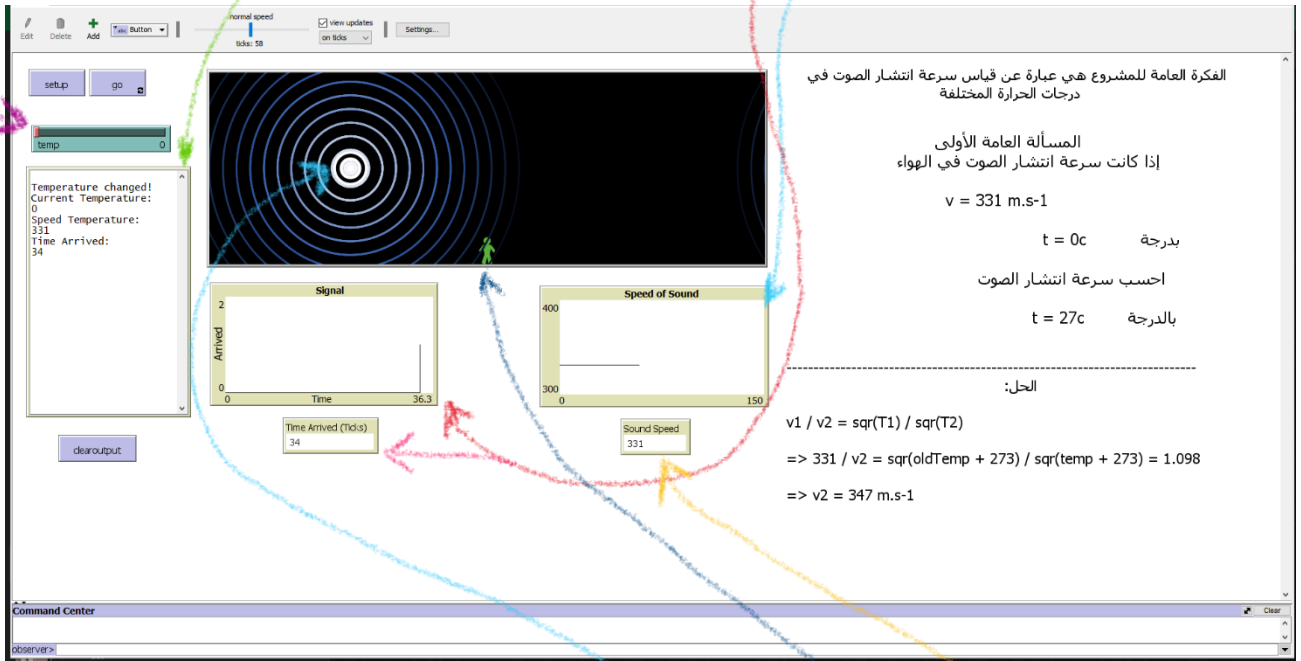 Edit
Delete
Add
abc Button
normal speed
ticks: 58
view updates
on ticks
Settings...
setup
go
temp 0
Temperature changed!
Current Temperature:
0
Speed Temperature:
331
Time Arrived:
34
clearoutput
Signal
2
Arrived
0
0 Time 36.3
Time Arrived (Ticks)
34
Speed of Sound
400
300
0 150
Sound Speed
331
الفكرة العامة للمشروع هي عبارة عن قياس سرعة انتشار الصوت في
درجات الحرارة المختلفة
المسألة العامة الأولى
إذا كانت سرعة انتشار الصوت في الهواء
v = 331 m.s-1
بدرجة t = 0c
احسب سرعة انتشار الصوت
بالدرجة t = 27c
------------------------------------------------------------------------------
الحل:
v1 / v2 = sqr(T1) / sqr(T2)
=> 331 / v2 = sqr(oldTemp + 273) / sqr(temp + 273) = 1.098
=> v2 = 347 m.s-1
Command Center
Clear
observer>